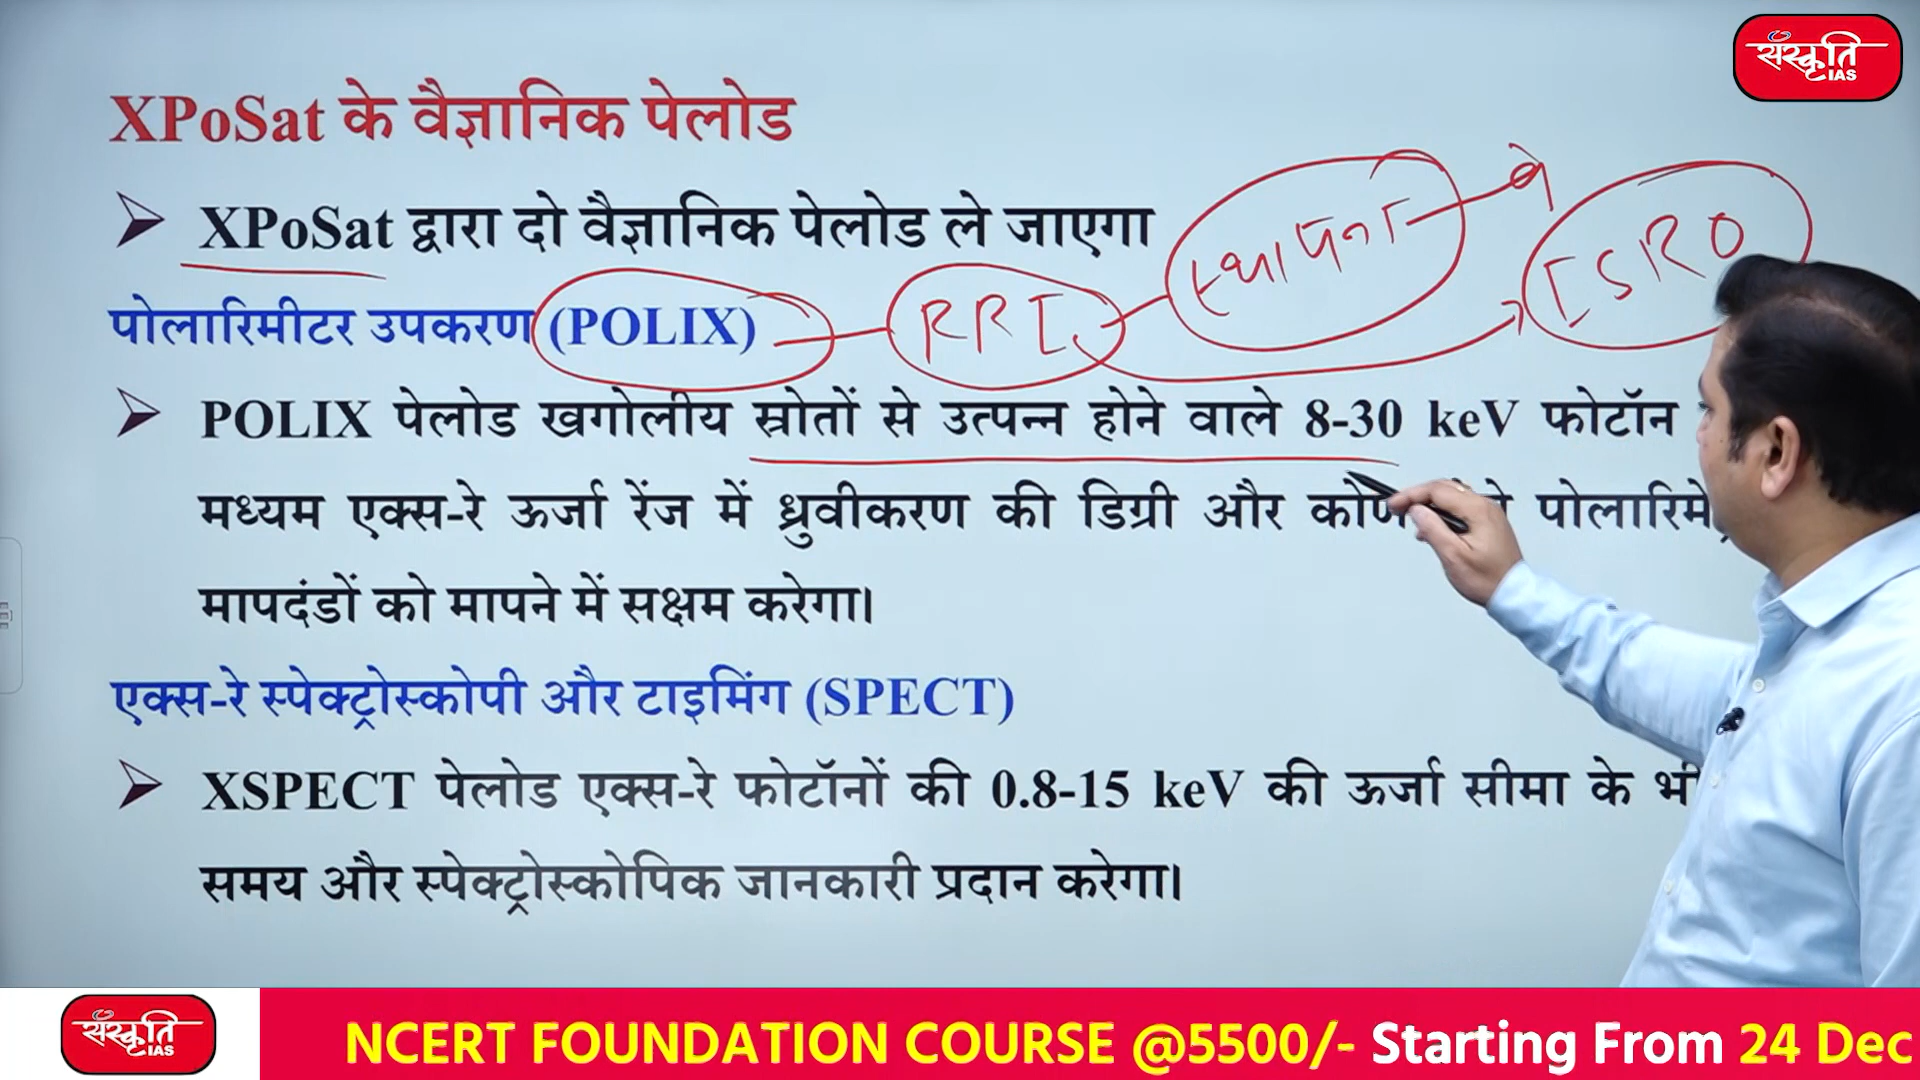 संस्कृति
IAS
XPoSat के वैज्ञानिक पेलोड
XPoSat द्वारा दो वैज्ञानिक पेलोड ले जाएगा
स्थापना
ISRO
पोलारिमीटर उपकरण (POLIX)
RRI
POLIX पेलोड खगोलीय स्रोतों से उत्पन्न होने वाले 8-30 keV फोटॉन
मध्यम एक्स-रे ऊर्जा रेंज में ध्रुवीकरण की डिग्री और
मापदंडों को मापने में सक्षम करेगा।
एक्स-रे स्पेक्ट्रोस्कोपी और टाइमिंग (SPECT)
XSPECT पेलोड एक्स-रे फोटॉनों की 0.8-15 keV की ऊर्जा सीमा के
समय और स्पेक्ट्रोस्कोपिक जानकारी प्रदान करेगा।
संस्कृति
IAS
NCERT FOUNDATION COURSE @5500/- Starting From 24 Dec